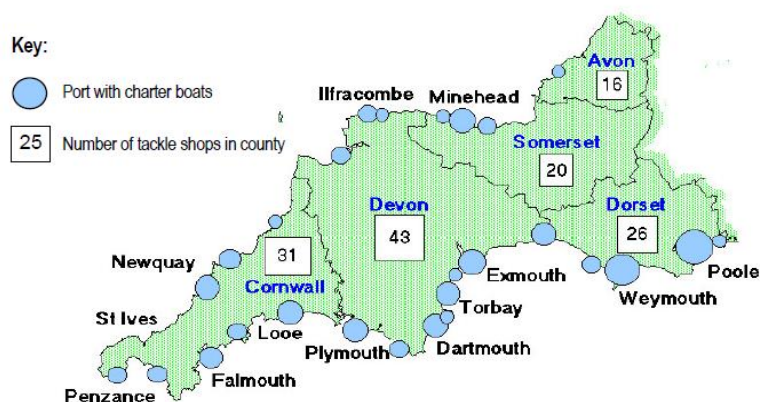 Key:
Port with charter boats
25 Number of tackle shops in county
Avon
16
Ilfracombe
Minehead
Somerset
20
Devon
43
Dorset
26
31
Cornwall
Newquay
Exmouth
Poole
Weymouth
Torbay
St Ives
Looe
Plymouth
Dartmouth
Falmouth
Penzance